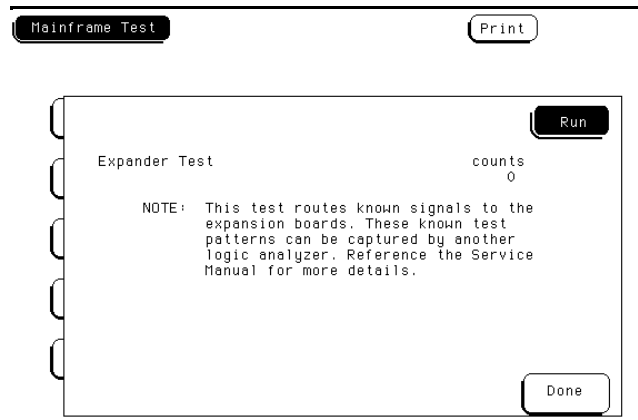 Mainframe Test
Print
Run
Expander Test counts
0
NOTE: This test routes known signals to the
expansion boards. These known test
patterns can be captured by another
logic analyzer. Reference the Service
Manual for more details.
Done